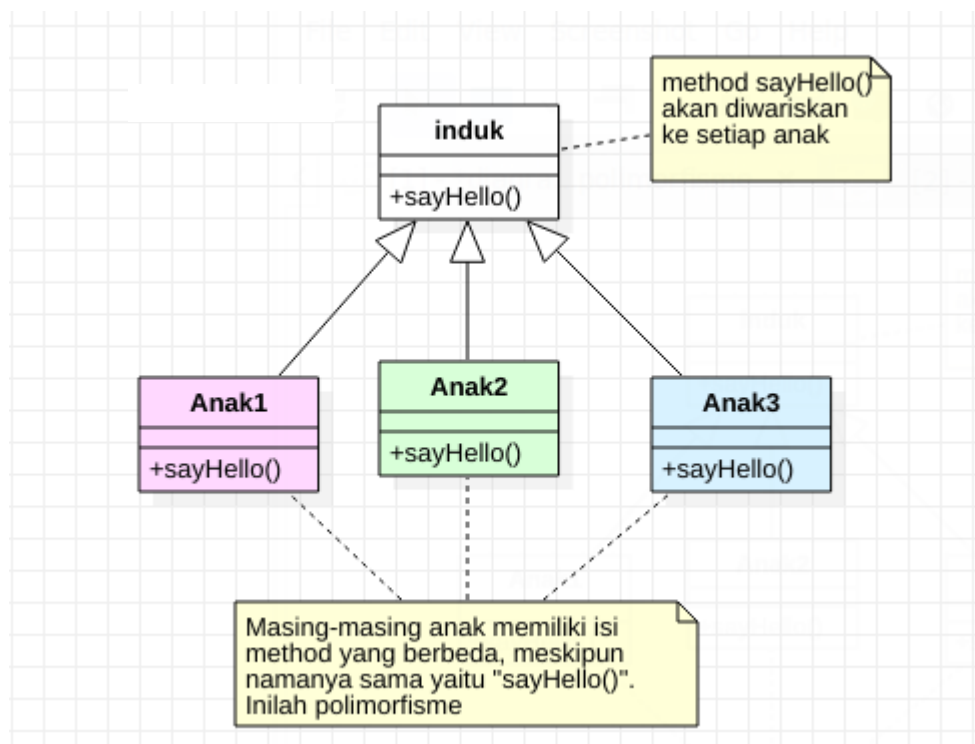 method sayHello()
akan diwariskan
ke setiap anak
induk
+sayHello()
Anak1
+sayHello()
Anak2
+sayHello()
Anak3
+sayHello()
Masing-masing anak memiliki isi
method yang berbeda, meskipun
namanya sama yaitu "sayHello()".
Inilah polimorfisme